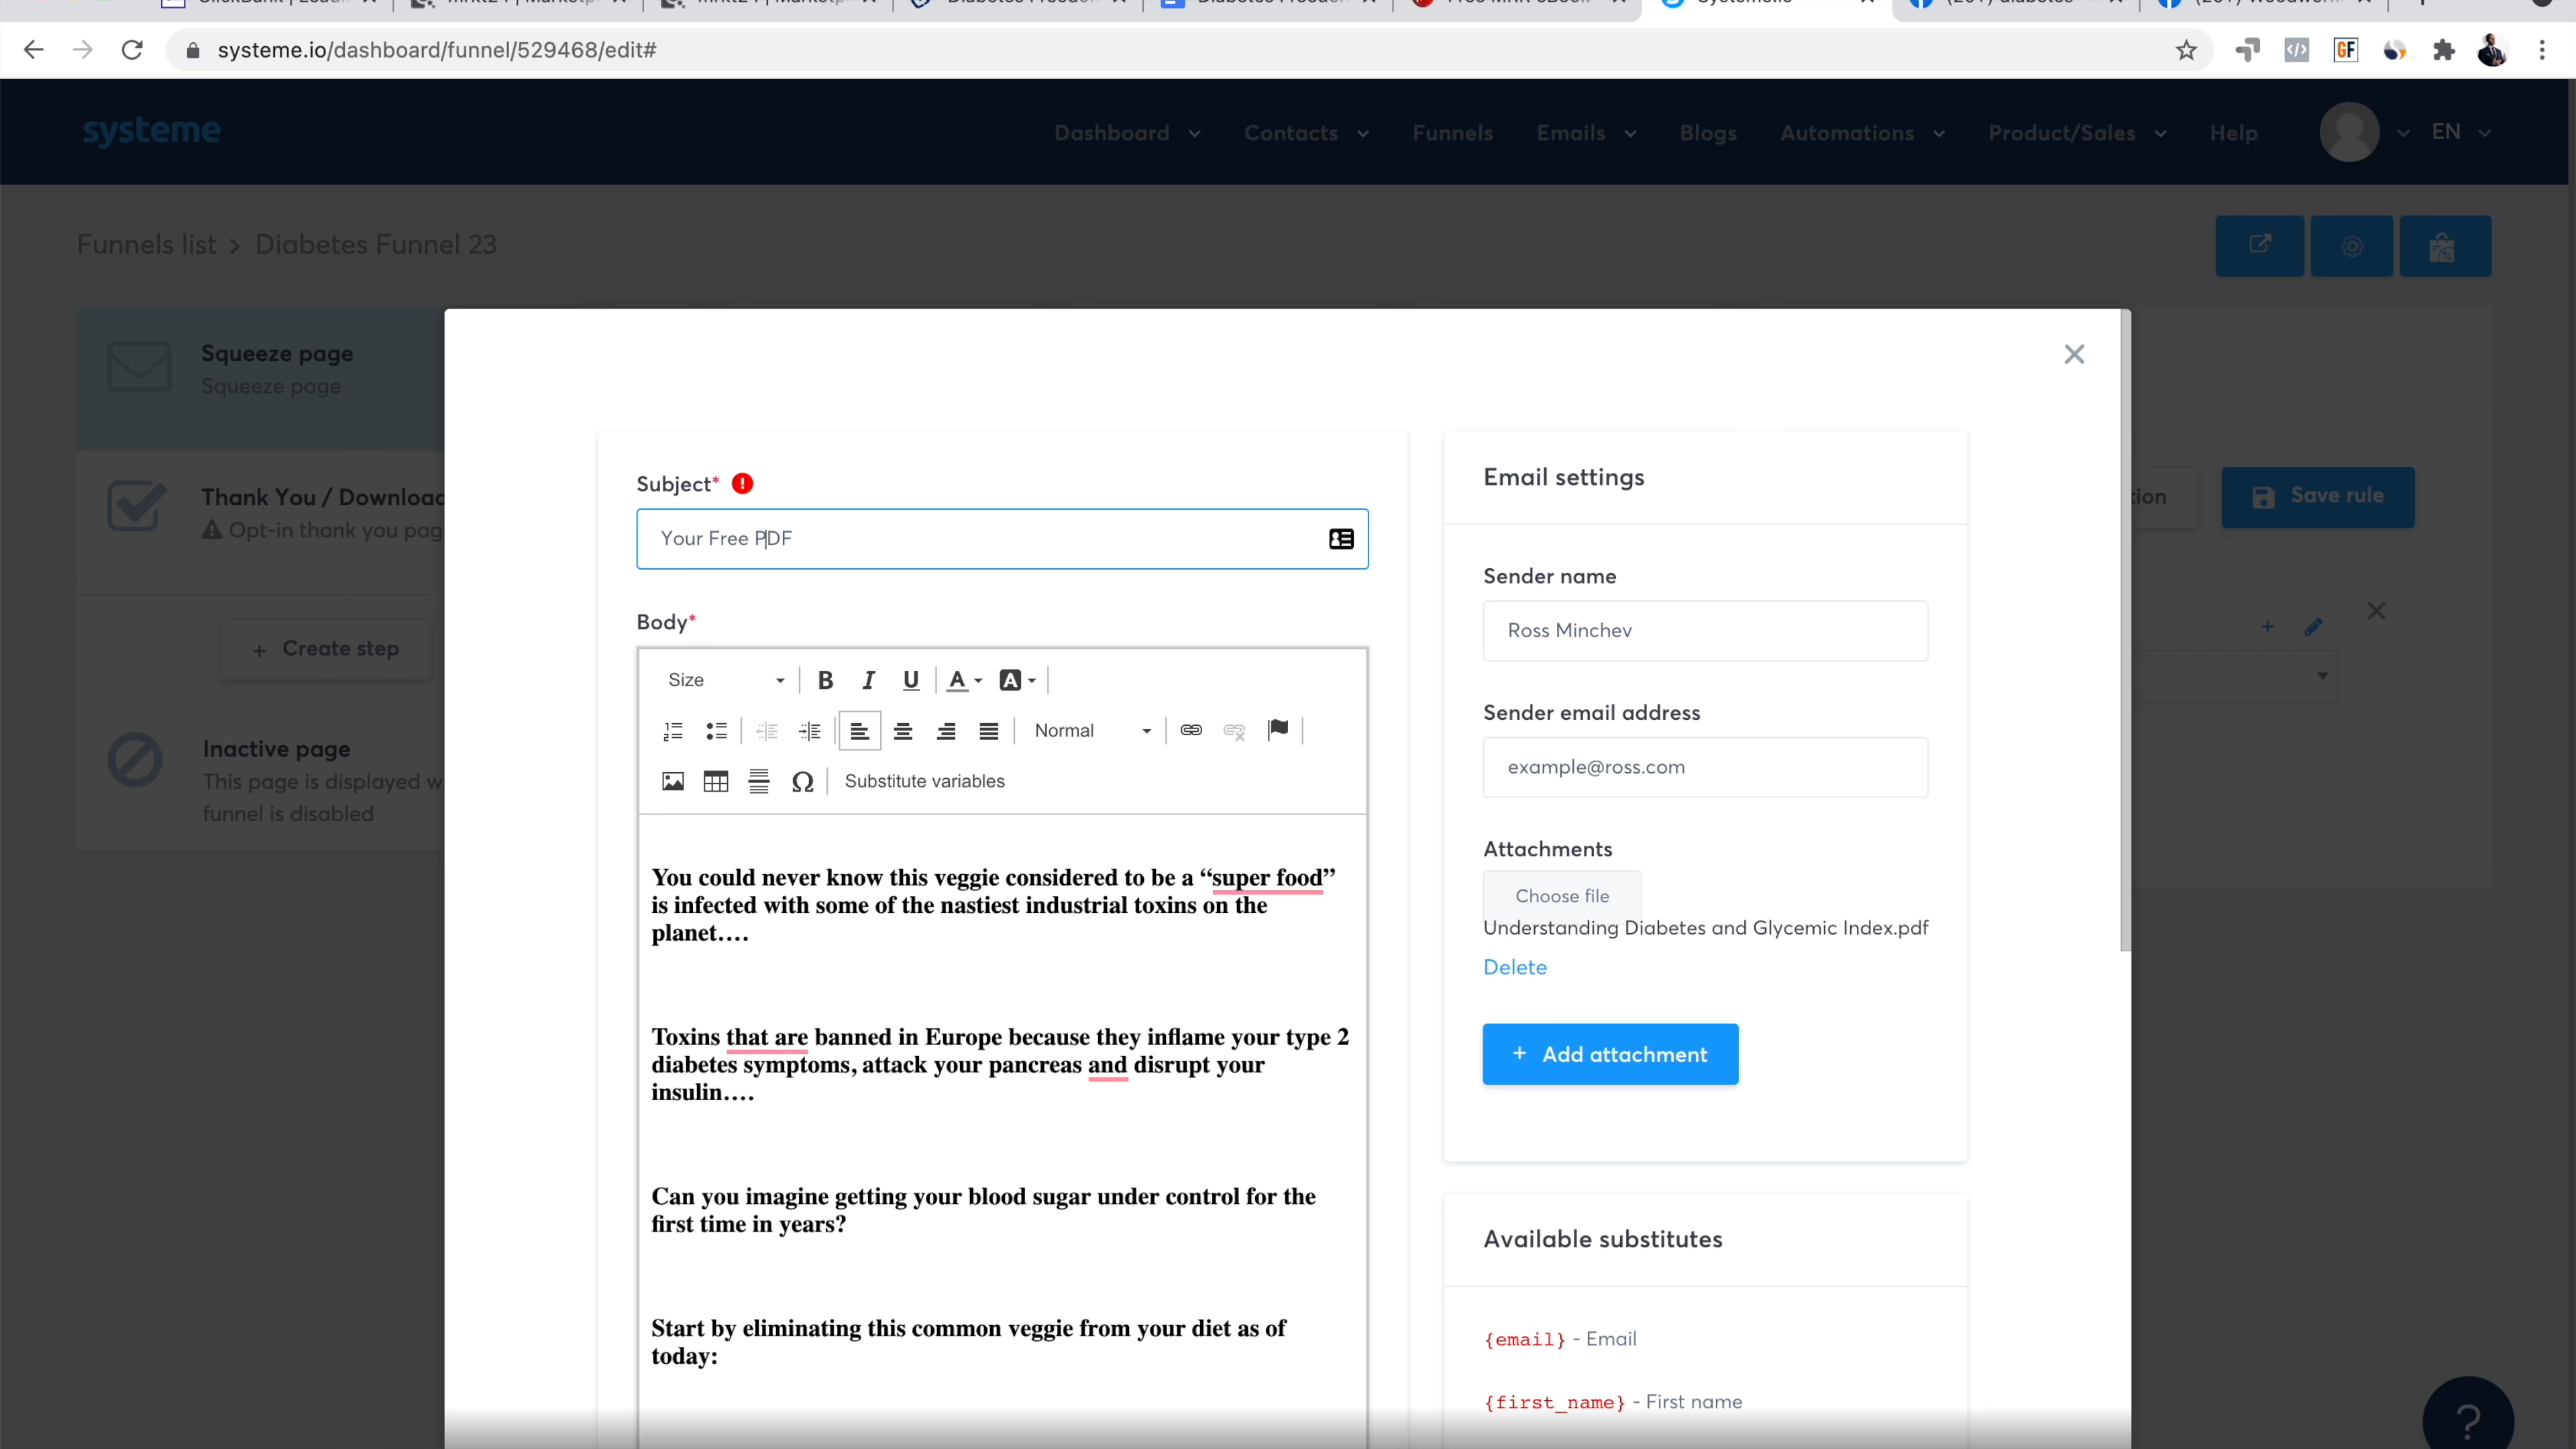 systeme.io/dashboard/funnel/529468/edit#
GF
systeme
Dashboard
Contacts
Funnels
Emails
Blogs
Automations
Product/Sales
Help
EN
Funnels list > Diabetes Funnel 23
Squeeze page
Squeeze page
Thank You / Download
Opt-in thank you pag
+ Create step
Inactive page
This page is displayed w
funnel is disabled
tion
Save rule
Subject*
Your Free PDF
Body*
Size
B I U A A
Normal
Ω
Substitute variables
You could never know this veggie considered to be a “super food”
is infected with some of the nastiest industrial toxins on the
planet….
Toxins that are banned in Europe because they inflame your type 2
diabetes symptoms, attack your pancreas and disrupt your
insulin….
Can you imagine getting your blood sugar under control for the
first time in years?
Start by eliminating this common veggie from your diet as of
today:
Email settings
Sender name
Ross Minchev
Sender email address
example@ross.com
Attachments
Choose file
Understanding Diabetes and Glycemic Index.pdf
Delete
+ Add attachment
Available substitutes
{email} - Email
{first_name} - First name
?